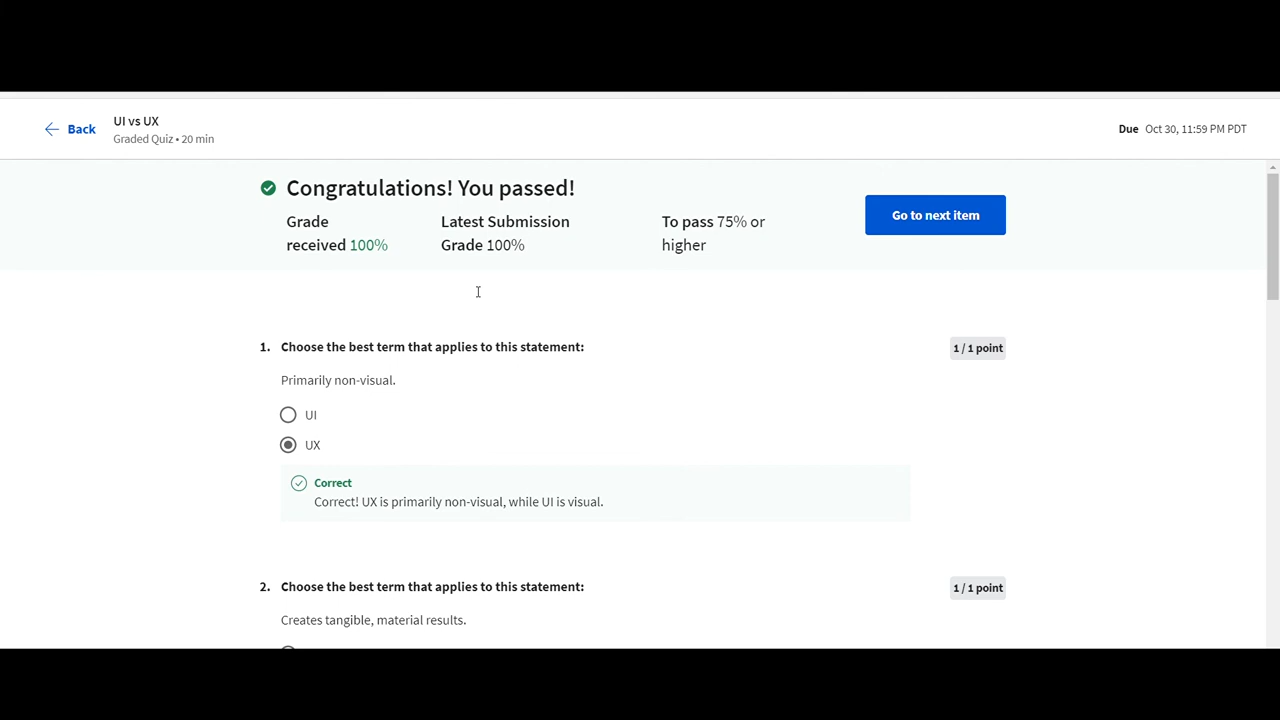 Back
UI vs UX
Graded Quiz • 20 min
Due Oct 30, 11:59 PM PDT
Congratulations! You passed!
Grade received 100%
Latest Submission Grade 100%
To pass 75% or higher
Go to next item
1. Choose the best term that applies to this statement:
1 / 1 point
Primarily non-visual.
UI
UX
Correct
Correct! UX is primarily non-visual, while UI is visual.
2. Choose the best term that applies to this statement:
1 / 1 point
Creates tangible, material results.